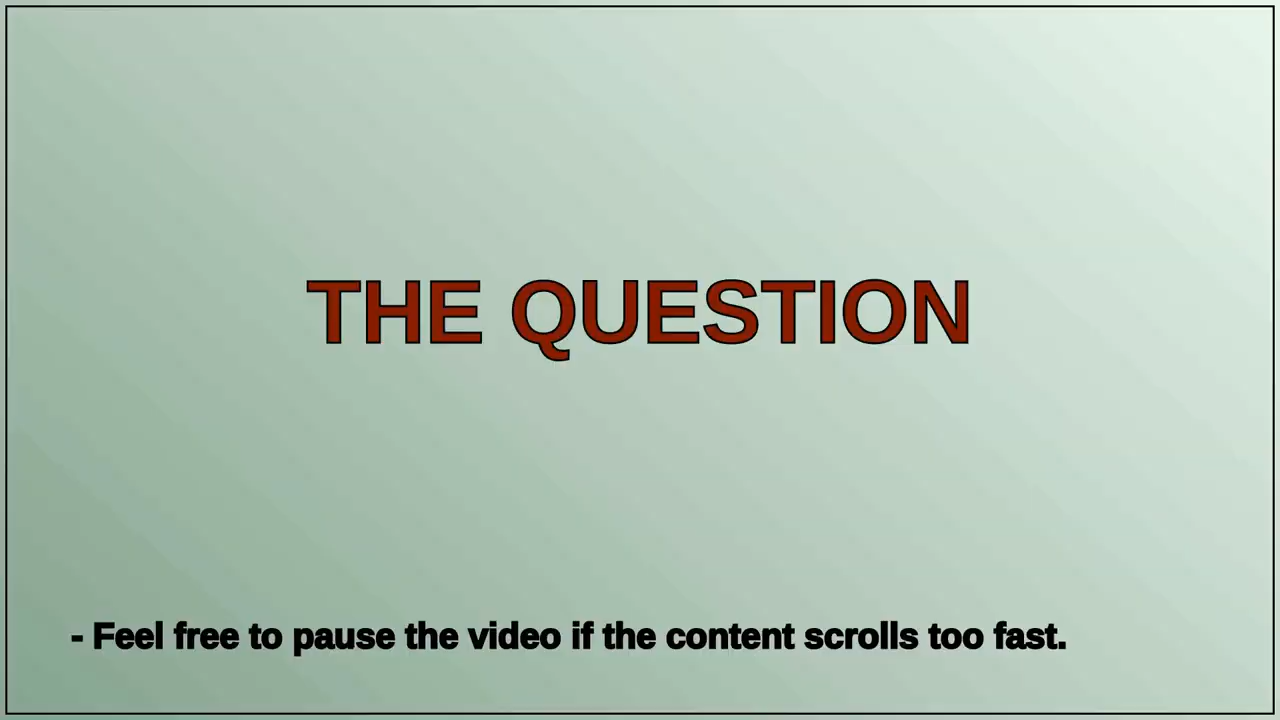 THE QUESTION
- Feel free to pause the video if the content scrolls too fast.